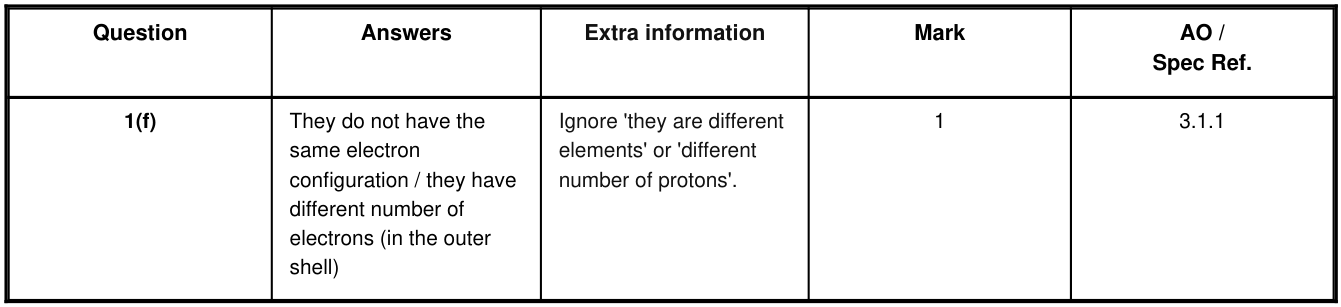 Question
Answers
Extra information
Mark
AO /
Spec Ref.
1(f)
They do not have the
same electron
configuration / they have
different number of
electrons (in the outer
shell)
Ignore 'they are different
elements' or 'different
number of protons'.
1
3.1.1